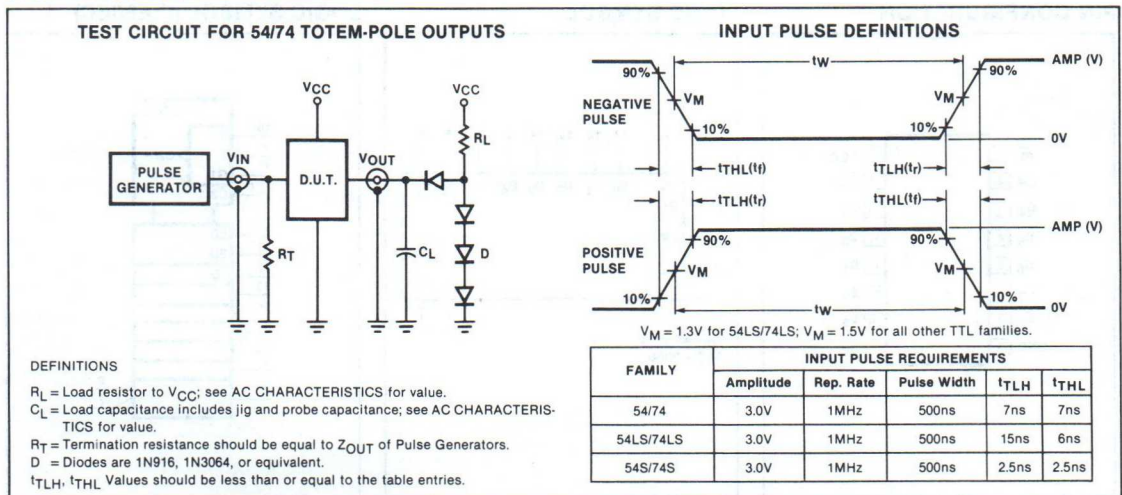 TEST CIRCUIT FOR 54/74 TOTEM-POLE OUTPUTS
VCC
VCC
RL
VIN
VOUT
PULSE
GENERATOR
D.U.T.
RT
CL
D
DEFINITIONS
RL = Load resistor to VCC; see AC CHARACTERISTICS for value.
CL = Load capacitance includes jig and probe capacitance; see AC CHARACTERIS-
TICS for value.
RT = Termination resistance should be equal to ZOUT of Pulse Generators.
D = Diodes are 1N916, 1N3064, or equivalent.
tTLH, tTHL Values should be less than or equal to the table entries.
INPUT PULSE DEFINITIONS
90% tW 90% AMP (V)
NEGATIVE
PULSE
VM VM
10% 10% 0V
tTHL(tf) tTLH(tr)
tTLH(tr) tTHL(tf)
90% 90% AMP (V)
POSITIVE
PULSE
VM VM
10% tW 10% 0V
VM = 1.3V for 54LS/74LS; VM = 1.5V for all other TTL families.
FAMILY INPUT PULSE REQUIREMENTS
Amplitude Rep. Rate Pulse Width tTLH tTHL
54/74 3.0V 1MHz 500ns 7ns 7ns
54LS/74LS 3.0V 1MHz 500ns 15ns 6ns
54S/74S 3.0V 1MHz 500ns 2.5ns 2.5ns